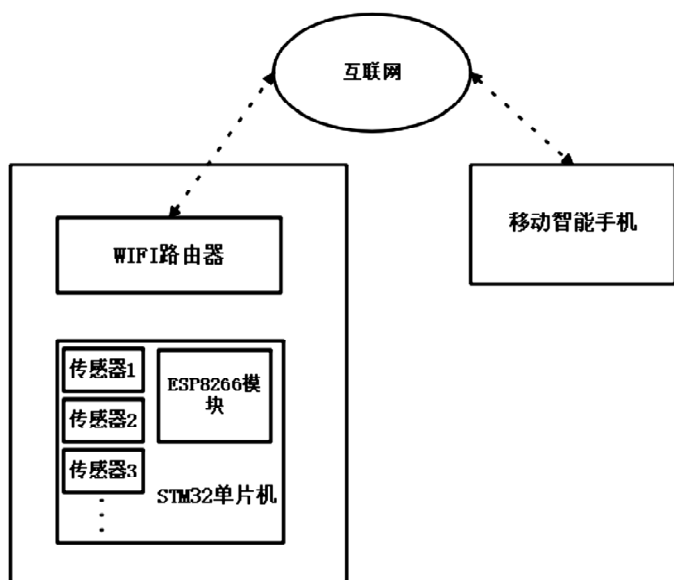 互联网
移动智能手机
WIFI路由器
传感器1
ESP8266模
块
传感器2
传感器3
STM32单片机